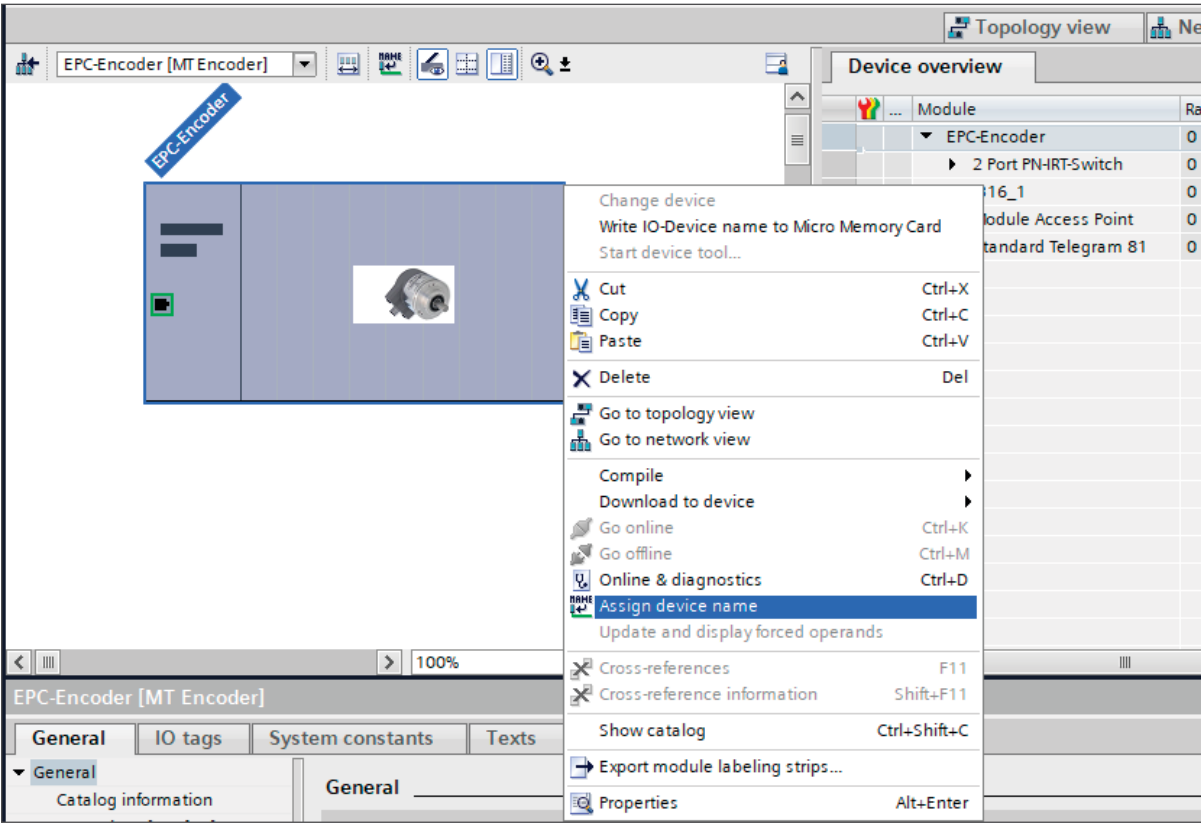 Topology view
Ne
EPC-Encoder [MT Encoder]
NAME
Device overview
... Module Ra
EPC-Encoder
EPC-Encoder 0
2 Port PN-IRT-Switch 0
316_1 0
Module Access Point 0
tandard Telegram 81 0
Change device
Write IO-Device name to Micro Memory Card
Start device tool...
Cut Ctrl+X
Copy Ctrl+C
Paste Ctrl+V
Delete Del
Go to topology view
Go to network view
Compile
Download to device
Go online Ctrl+K
Go offline Ctrl+M
Online & diagnostics Ctrl+D
NAME Assign device name
Update and display forced operands
Cross-references F11
Cross-reference information Shift+F11
Show catalog Ctrl+Shift+C
Export module labeling strips...
Properties Alt+Enter
100%
EPC-Encoder [MT Encoder]
General IO tags System constants Texts
General
Catalog information
General